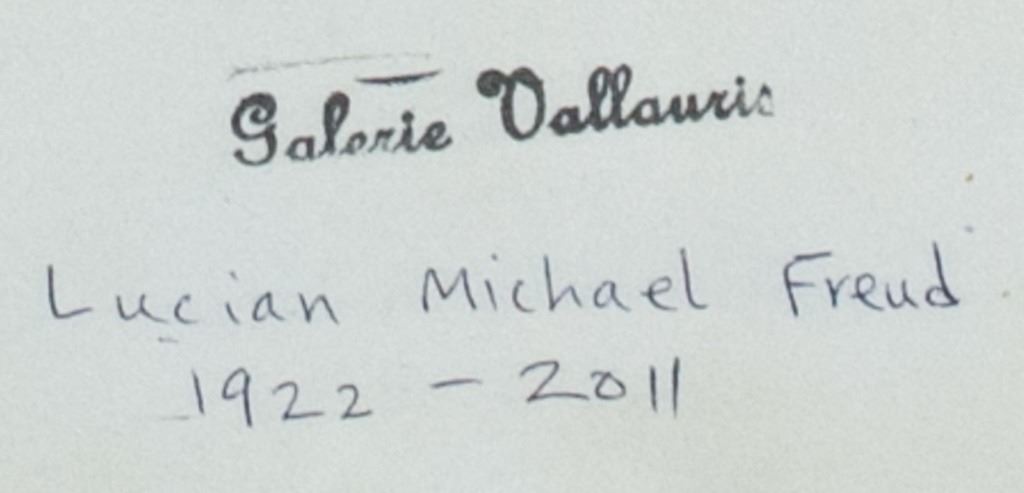 Galerie Vallauris
Lucian Michael Freud
1922 - 2011